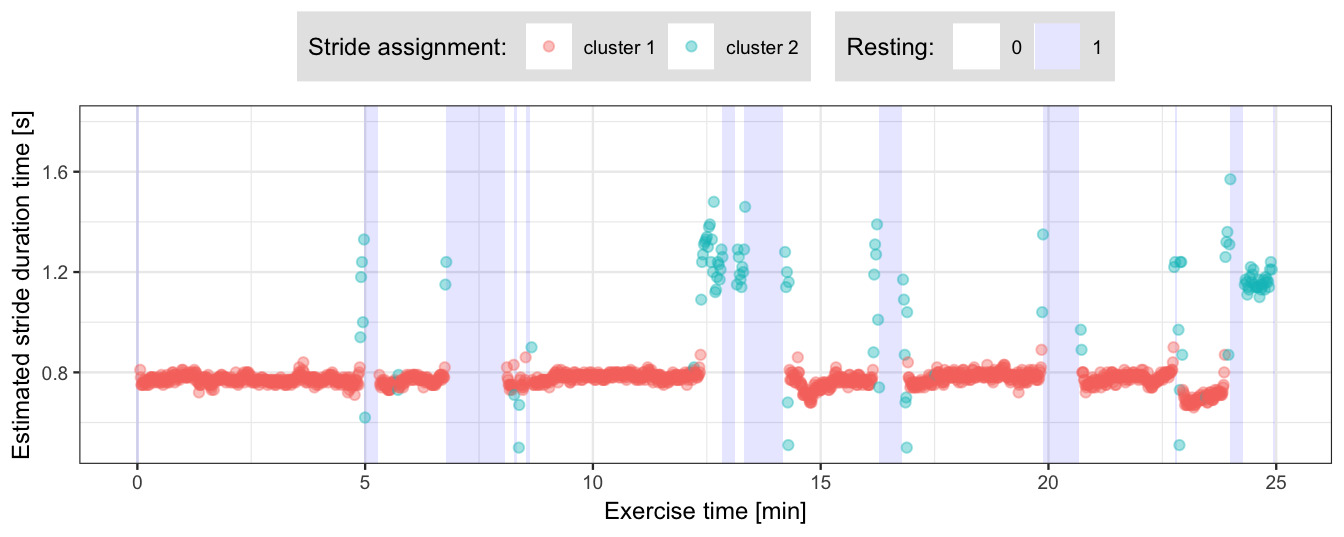 Stride assignment: cluster 1 cluster 2 Resting: 0 1
Estimated stride duration time [s]
1.6
1.2
0.8
0 5 10 15 20 25
Exercise time [min]